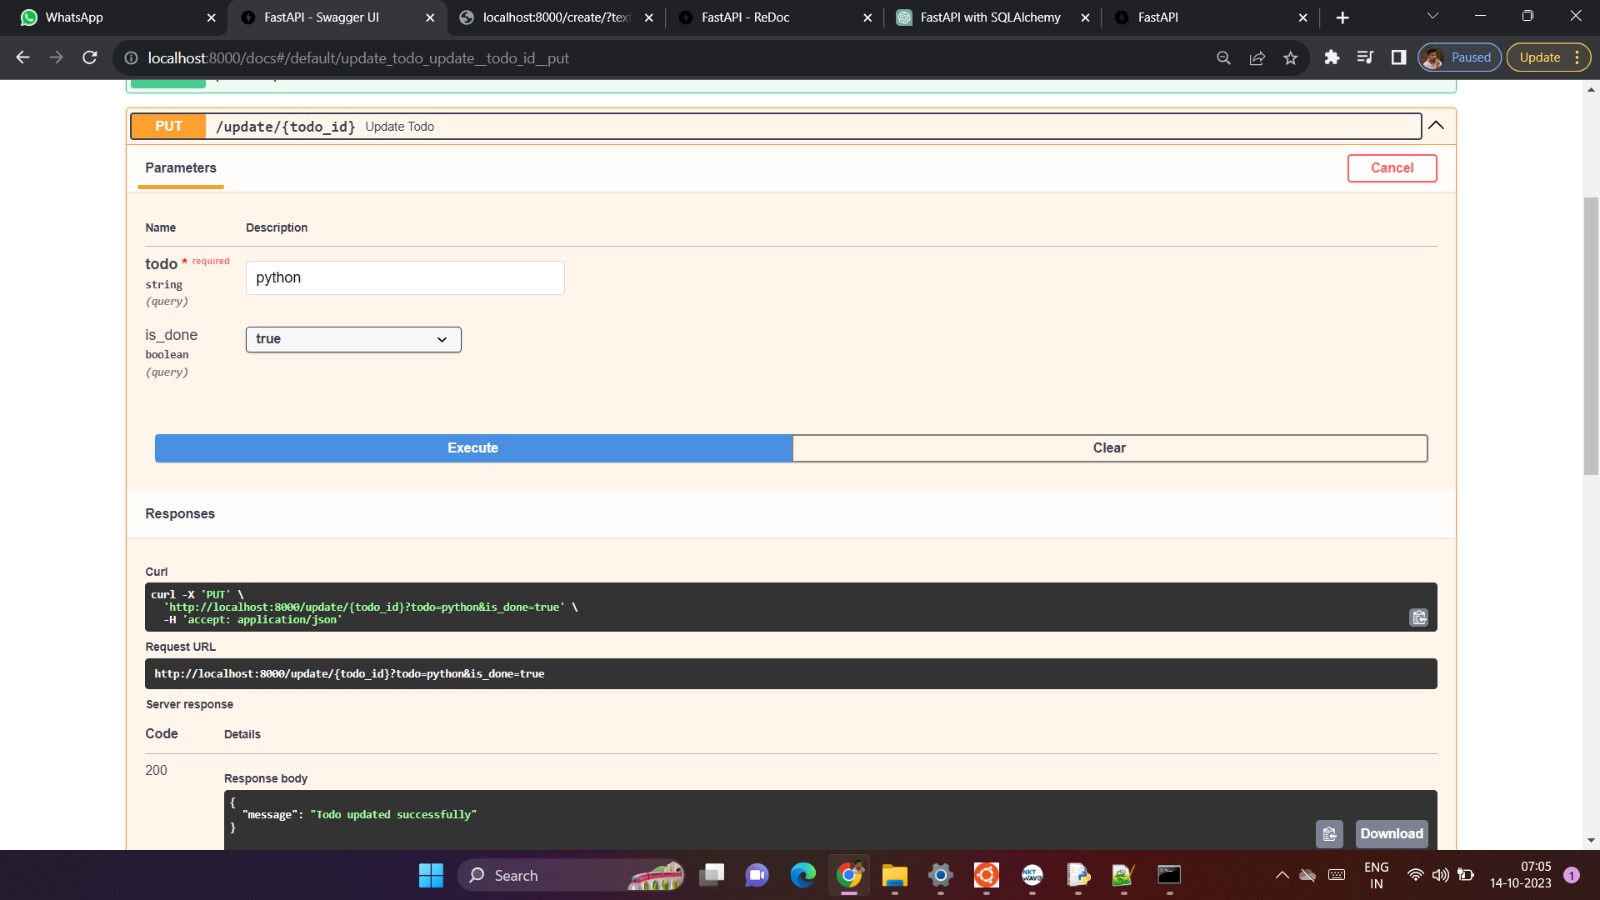 WhatsApp
FastAPI - Swagger UI
localhost:8000/create/?tex
FastAPI - ReDoc
FastAPI with SQLAlchemy
FastAPI
localhost:8000/docs#/default/update_todo_update__todo_id__put
Paused
Update
PUT /update/{todo_id} Update Todo
Parameters
Cancel
Name Description
todo * required
string
(query)
python
is_done
boolean
(query)
true
Execute
Clear
Responses
Curl
curl -X 'PUT' \
'http://localhost:8000/update/{todo_id}?todo=python&is_done=true' \
-H 'accept: application/json'
Request URL
http://localhost:8000/update/{todo_id}?todo=python&is_done=true
Server response
Code Details
200
Response body
{
"message": "Todo updated successfully"
}
Download
Search
ENG
IN
07:05
14-10-2023
1